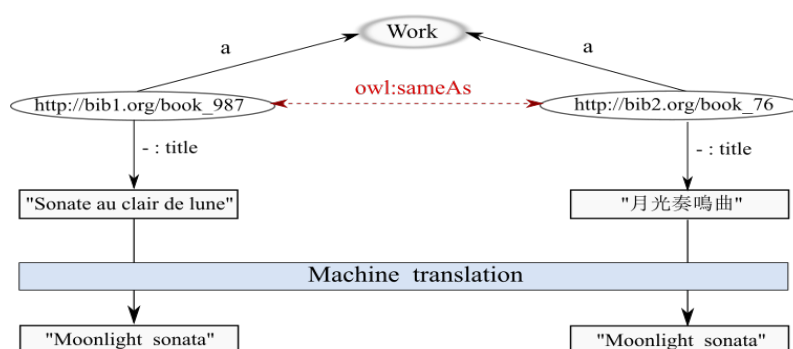 Work
a
a
owl:sameAs
http://bib1.org/book_987
http://bib2.org/book_76
- : title
- : title
"Sonate au clair de lune"
"月光奏鳴曲"
Machine translation
"Moonlight sonata"
"Moonlight sonata"